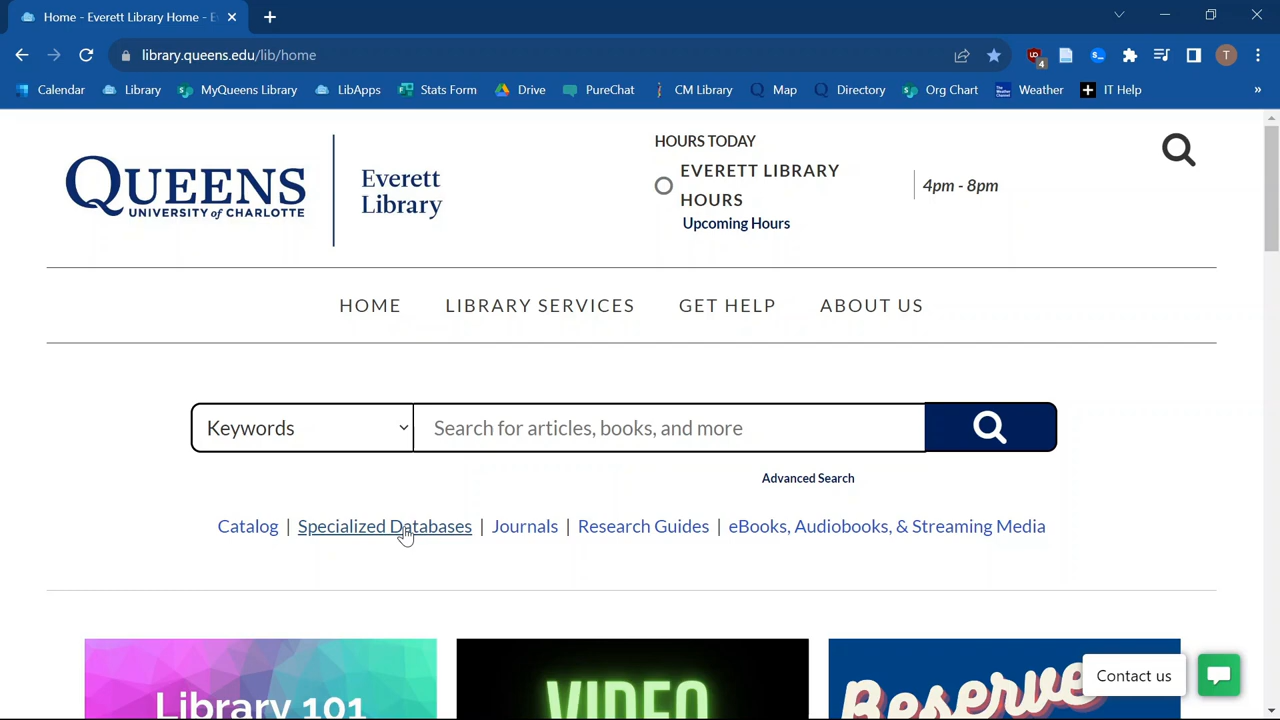 Home - Everett Library Home - E
library.queens.edu/lib/home
4
T
Calendar Library MyQueens Library LibApps Stats Form Drive PureChat CM Library Map Directory Org Chart Weather IT Help »
QUEENS
UNIVERSITY of CHARLOTTE
Everett
Library
HOURS TODAY
EVERETT LIBRARY
HOURS
4pm - 8pm
Upcoming Hours
HOME LIBRARY SERVICES GET HELP ABOUT US
Keywords Search for articles, books, and more
Advanced Search
Catalog | Specialized Databases | Journals | Research Guides | eBooks, Audiobooks, & Streaming Media
Library 101 VIDEO Reserve
Contact us